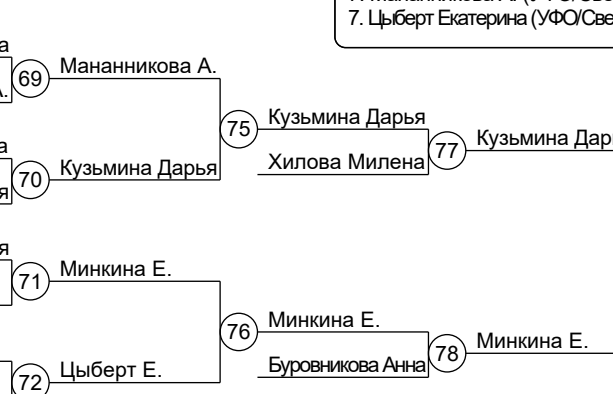 7. Цыберт Екатерина (УФО/Све
69
Мананникова А.
75
Кузьмина Дарья
77
Кузьмина Дар
Хилова Милена
70
Кузьмина Дарья
71
Минкина Е.
76
Минкина Е.
78
Минкина Е.
Буровникова Анна
72
Цыберт Е.